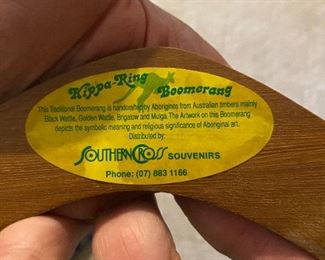 Rippa-Ring
Boomerang
This Traditional Boomerang is handcrafted by Aborigines from Australian timbers mainly
Black Wattle, Golden Wattle, Brigalow and Mulga. The Artwork on this Boomerang
depicts the symbolic meaning and religious significance of Aboriginal art.
Distributed by:
SOUTHERN CROSS SOUVENIRS
Phone: (07) 883 1166